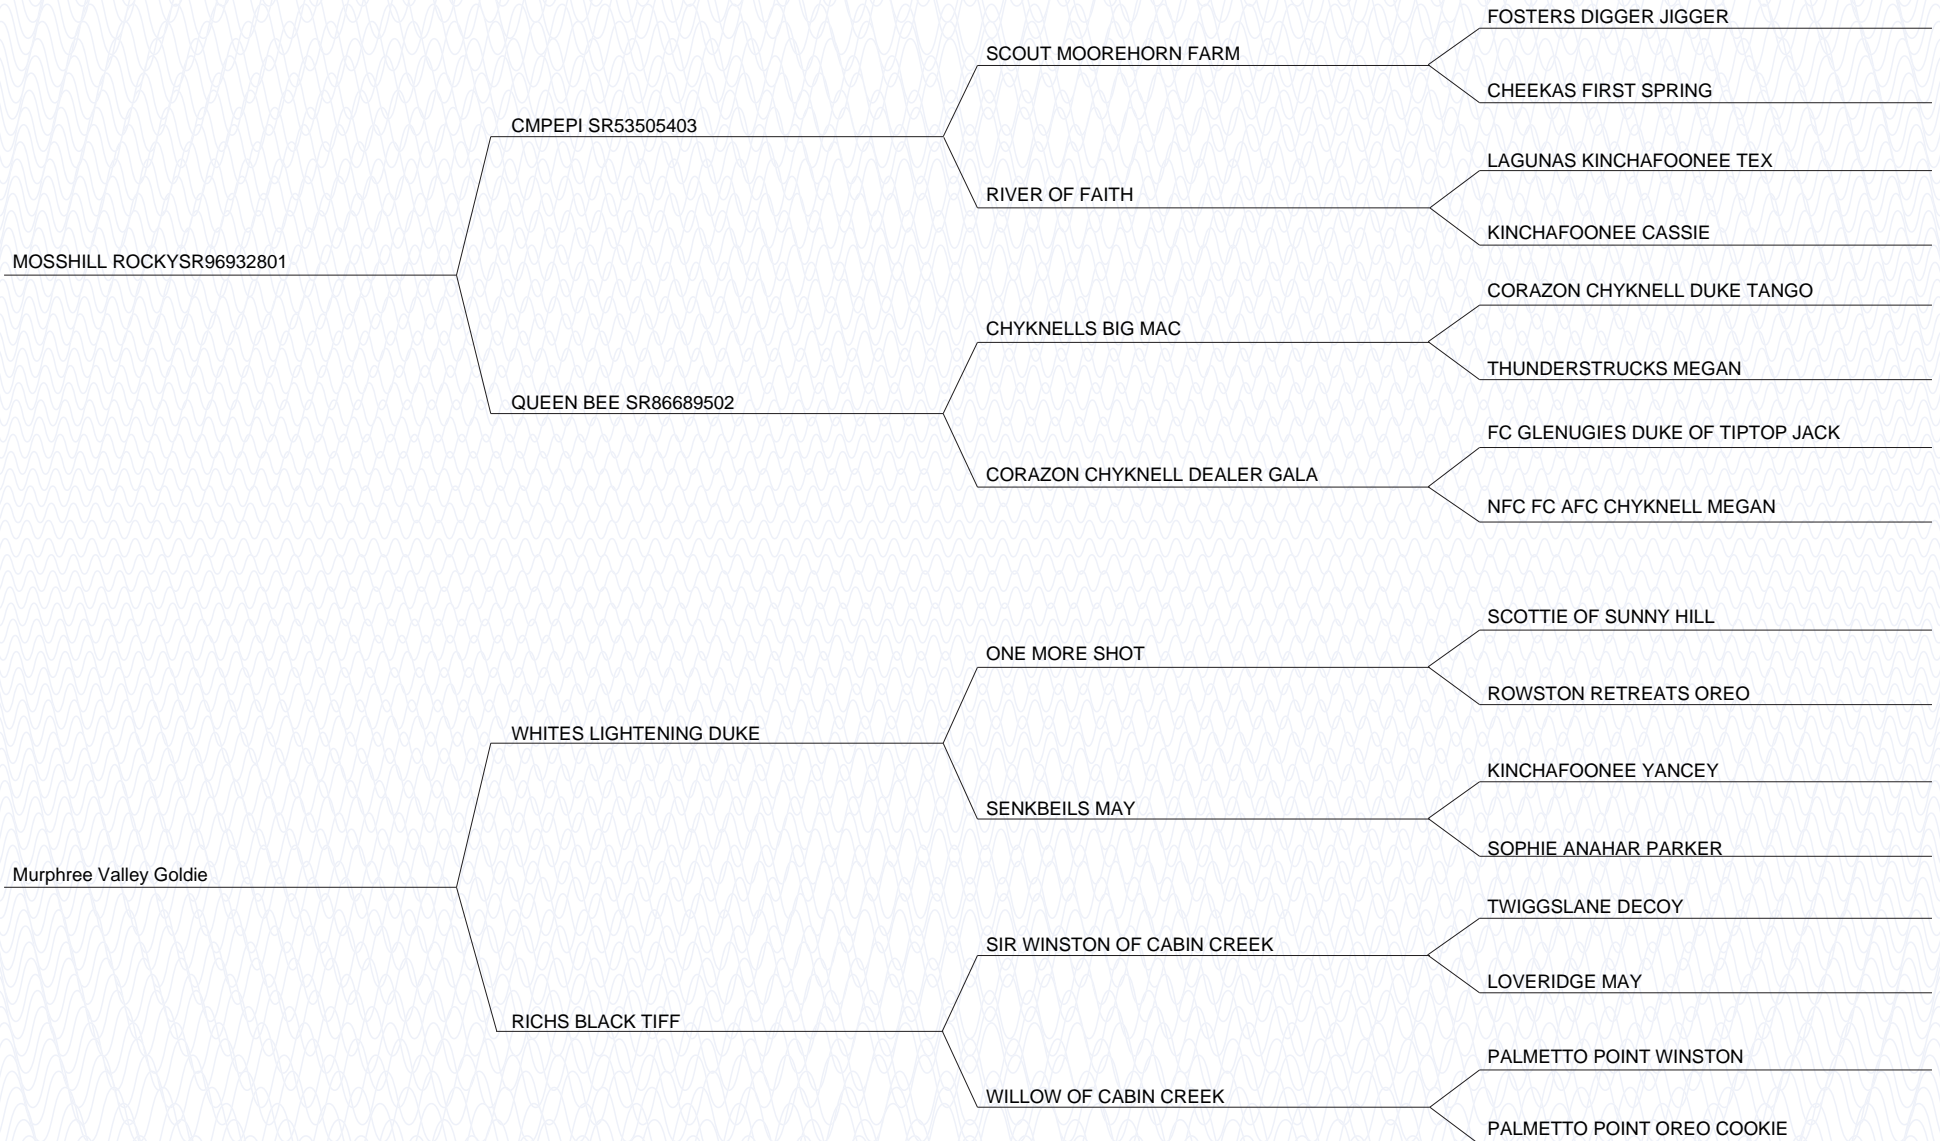 FOSTERS DIGGER JIGGER
SCOUT MOOREHORN FARM
CHEEKAS FIRST SPRING
CMPEPI SR53505403
LAGUNAS KINCHAFOONEE TEX
RIVER OF FAITH
KINCHAFOONEE CASSIE
MOSSHILL ROCKYSR96932801
CORAZON CHYKNELL DUKE TANGO
CHYKNELLS BIG MAC
THUNDERSTRUCKS MEGAN
QUEEN BEE SR86689502
FC GLENUGIES DUKE OF TIPTOP JACK
CORAZON CHYKNELL DEALER GALA
NFC FC AFC CHYKNELL MEGAN
SCOTTIE OF SUNNY HILL
ONE MORE SHOT
ROWSTON RETREATS OREO
WHITES LIGHTENING DUKE
KINCHAFOONEE YANCEY
SENKBEILS MAY
SOPHIE ANAHAR PARKER
Murphree Valley Goldie
TWIGGSLANE DECOY
SIR WINSTON OF CABIN CREEK
LOVERIDGE MAY
RICHS BLACK TIFF
PALMETTO POINT WINSTON
WILLOW OF CABIN CREEK
PALMETTO POINT OREO COOKIE